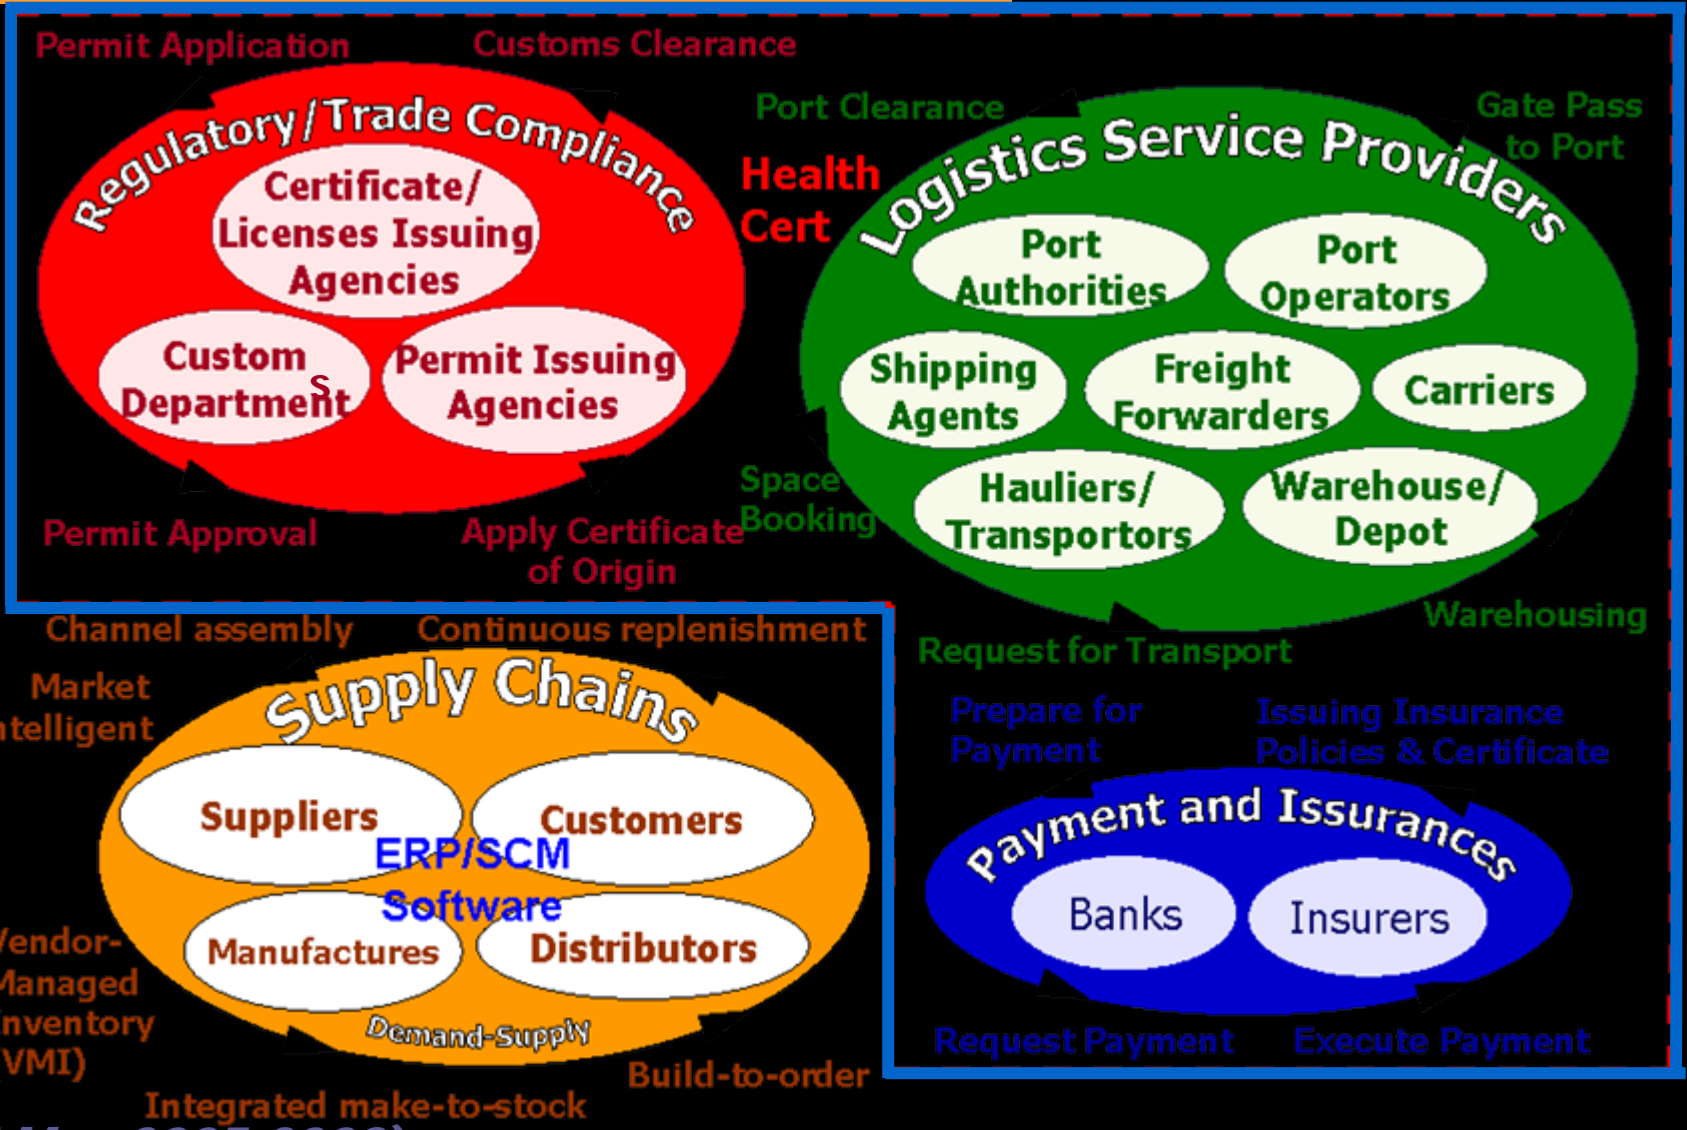 Permit Application
Customs Clearance
Regulatory/Trade Compliance
Certificate/
Licenses Issuing
Agencies
Custom
Department
s
Permit Issuing
Agencies
Permit Approval
Apply Certificate
of Origin
Health
Cert
Port Clearance
Gate Pass
to Port
Logistics Service Providers
Port
Authorities
Port
Operators
Shipping
Agents
Freight
Forwarders
Carriers
Hauliers/
Transportors
Warehouse/
Depot
Space
Booking
Warehousing
Request for Transport
Channel assembly
Continuous replenishment
Market
ntelligent
Supply Chains
Suppliers
Customers
ERP/SCM
Software
Manufactures
Distributors
Demand-Supply
Vendor-
Managed
Inventory
(VMI)
Build-to-order
Integrated make-to-stock
Prepare for
Payment
Issuing Insurance
Policies & Certificate
Payment and Issurances
Banks
Insurers
Request Payment
Execute Payment